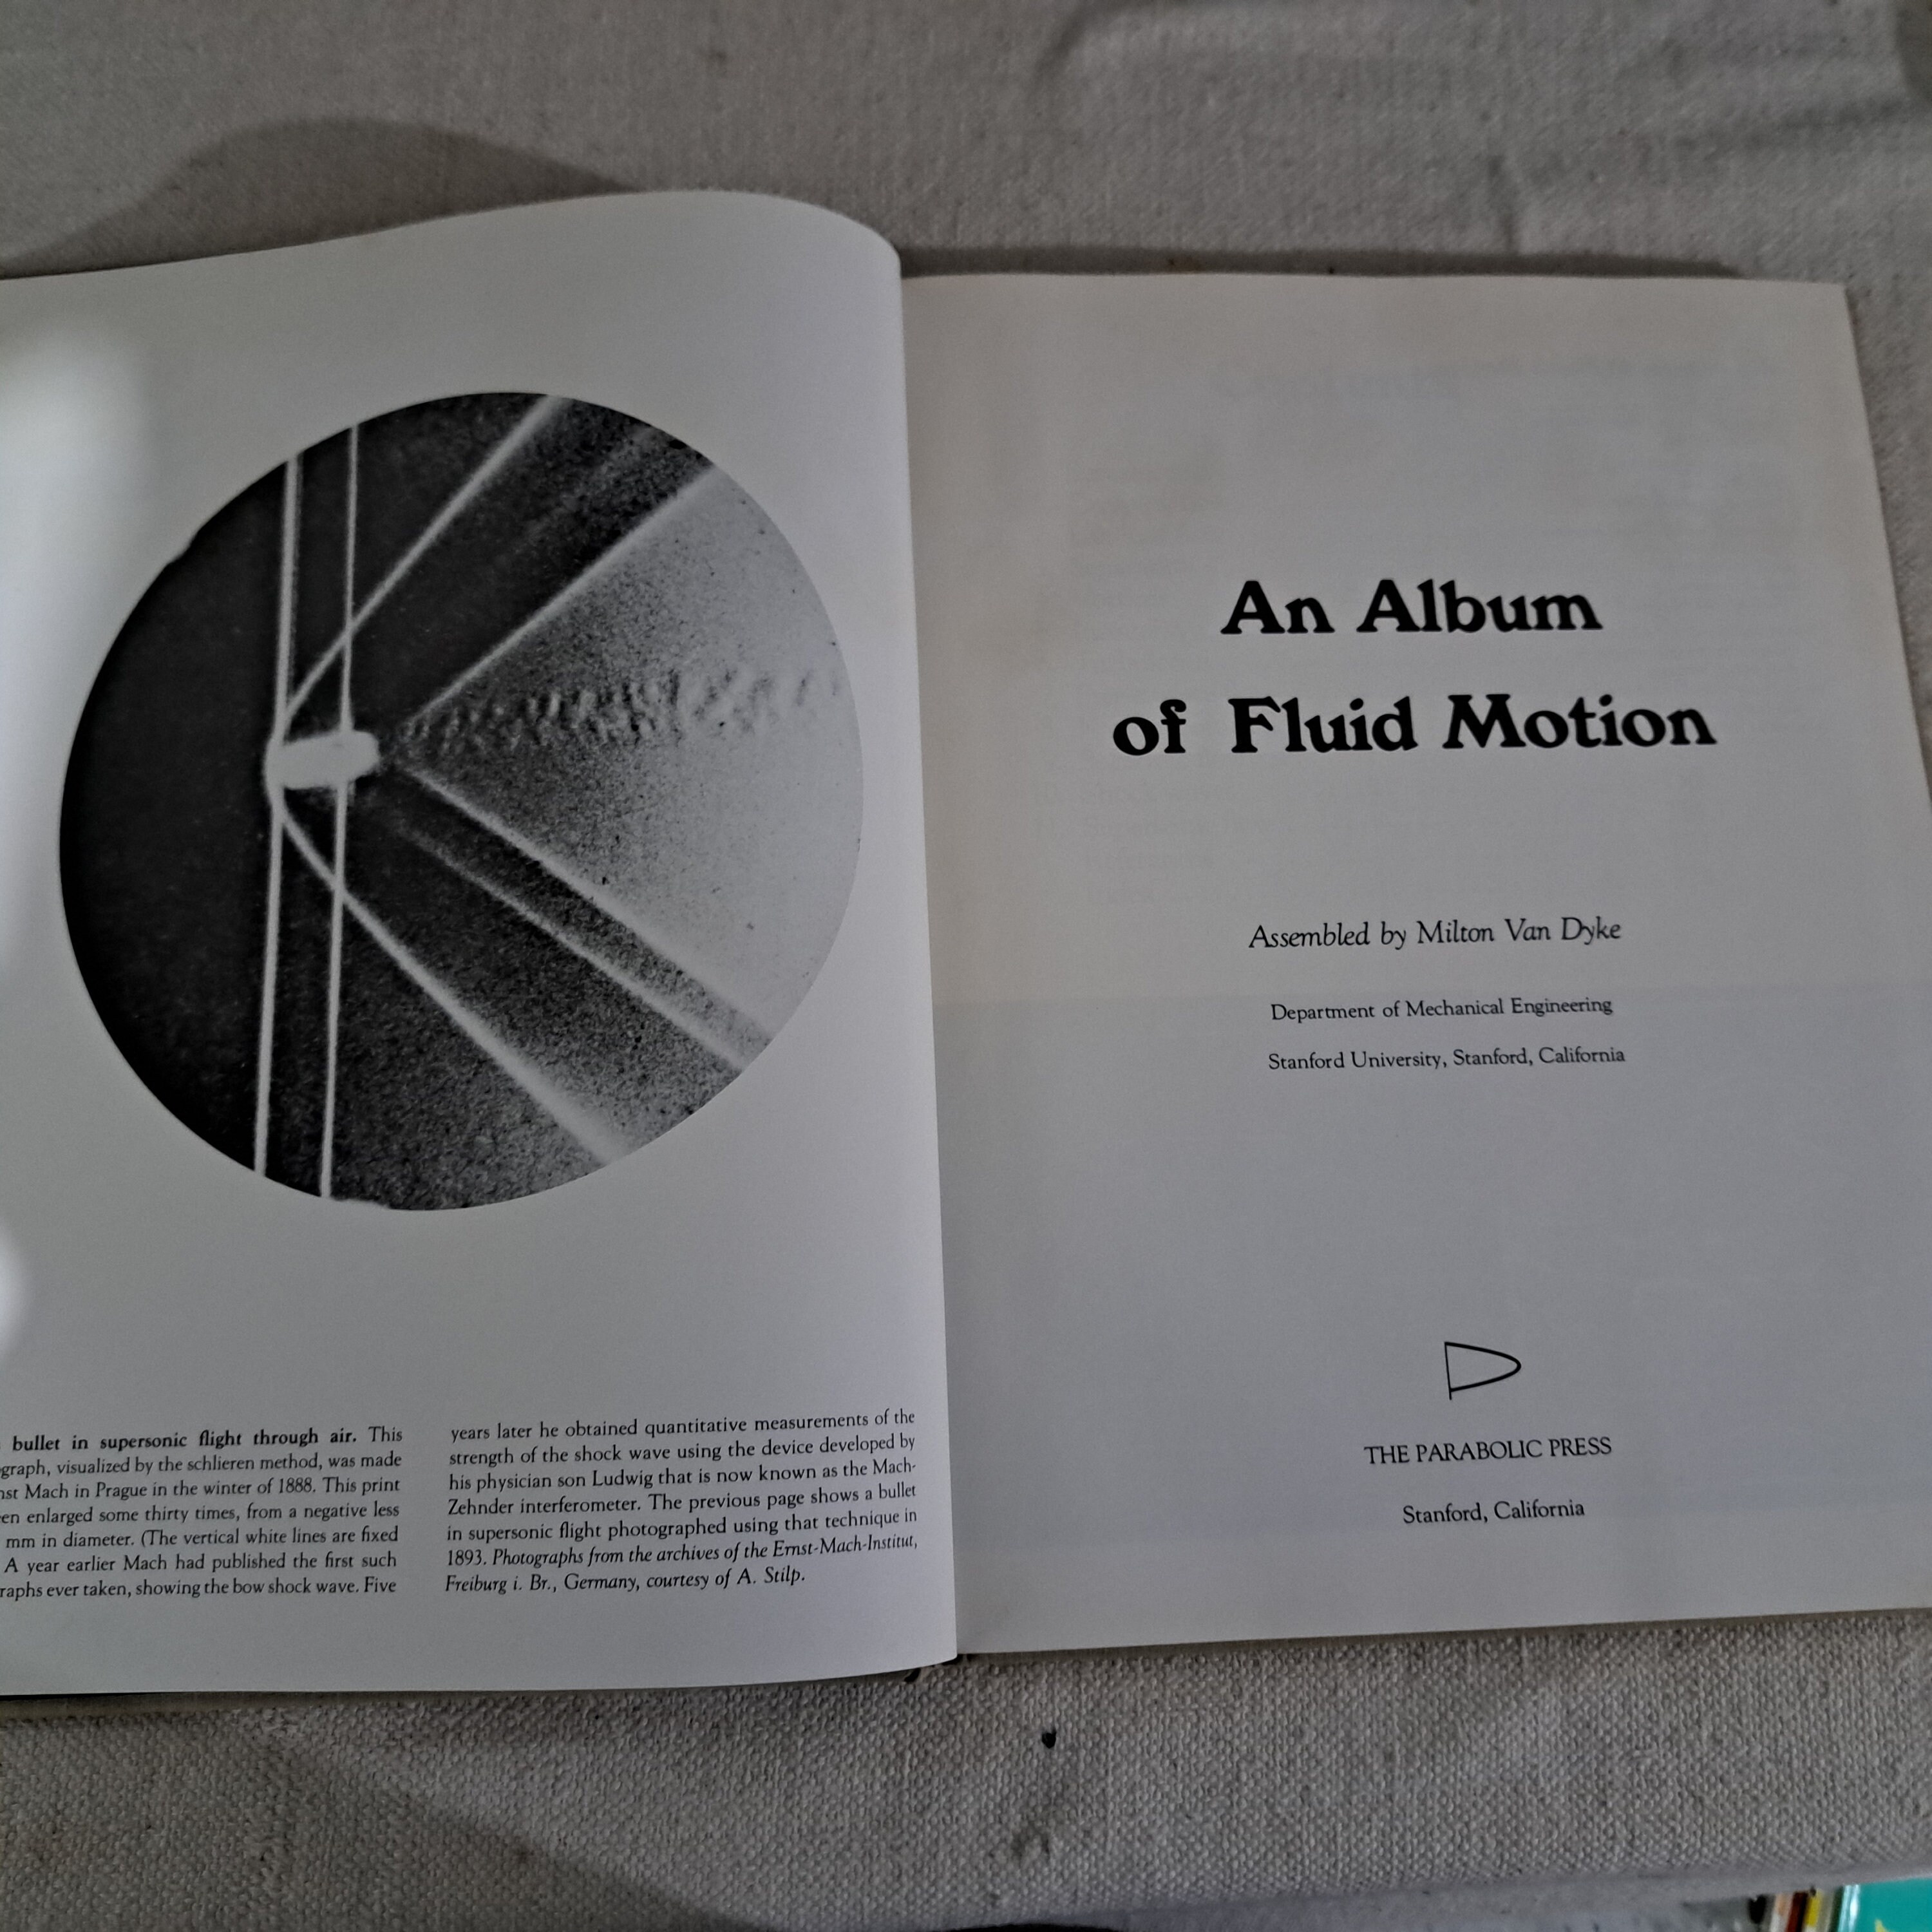 bullet in supersonic flight through air. This
graph, visualized by the schlieren method, was made
nst Mach in Prague in the winter of 1888. This print
en enlarged some thirty times, from a negative less
mm in diameter. (The vertical white lines are fixed
A year earlier Mach had published the first such
raphs ever taken, showing the bow shock wave. Five
years later he obtained quantitative measurements of the
strength of the shock wave using the device developed by
his physician son Ludwig that is now known as the Mach-
Zehnder interferometer. The previous page shows a bullet
in supersonic flight photographed using that technique in
1893. Photographs from the archives of the Ernst-Mach-Institut,
Freiburg i. Br., Germany, courtesy of A. Stilp.
An Album
of Fluid Motion
Assembled by Milton Van Dyke
Department of Mechanical Engineering
Stanford University, Stanford, California
THE PARABOLIC PRESS
Stanford, California